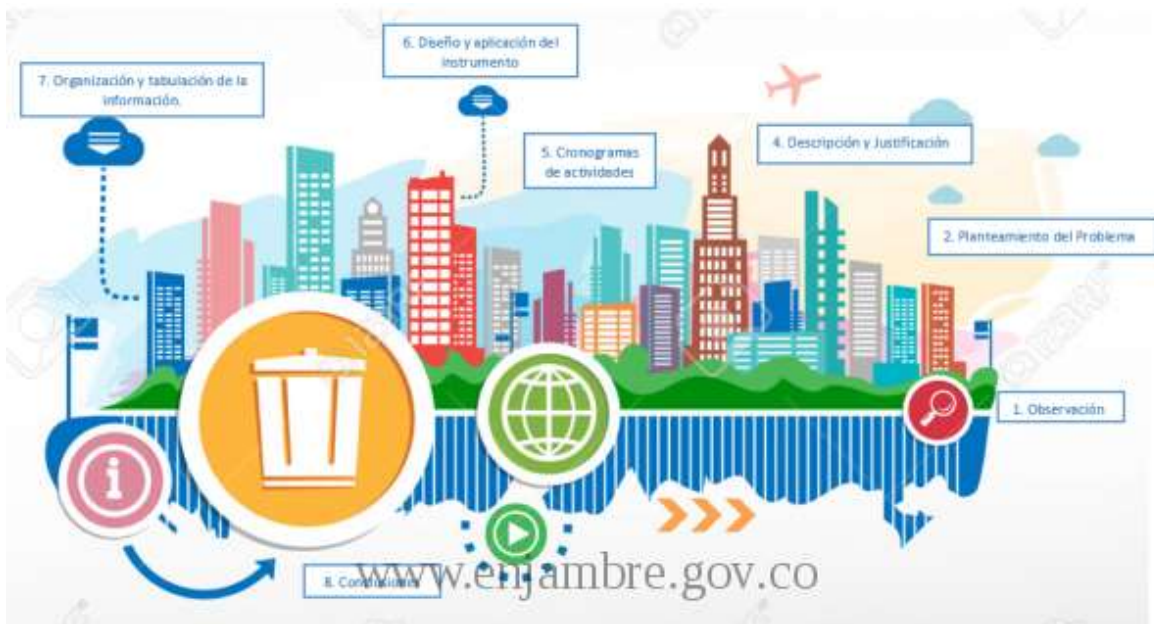 6. Diseño y aplicación del
instrumento
7. Organización y tabulación de la
información.
4. Descripción y Justificación
5. Cronogramas
de actividades
2. Planteamiento del Problema
1. Observación
8. Conclusiones
www.enjambre.gov.co